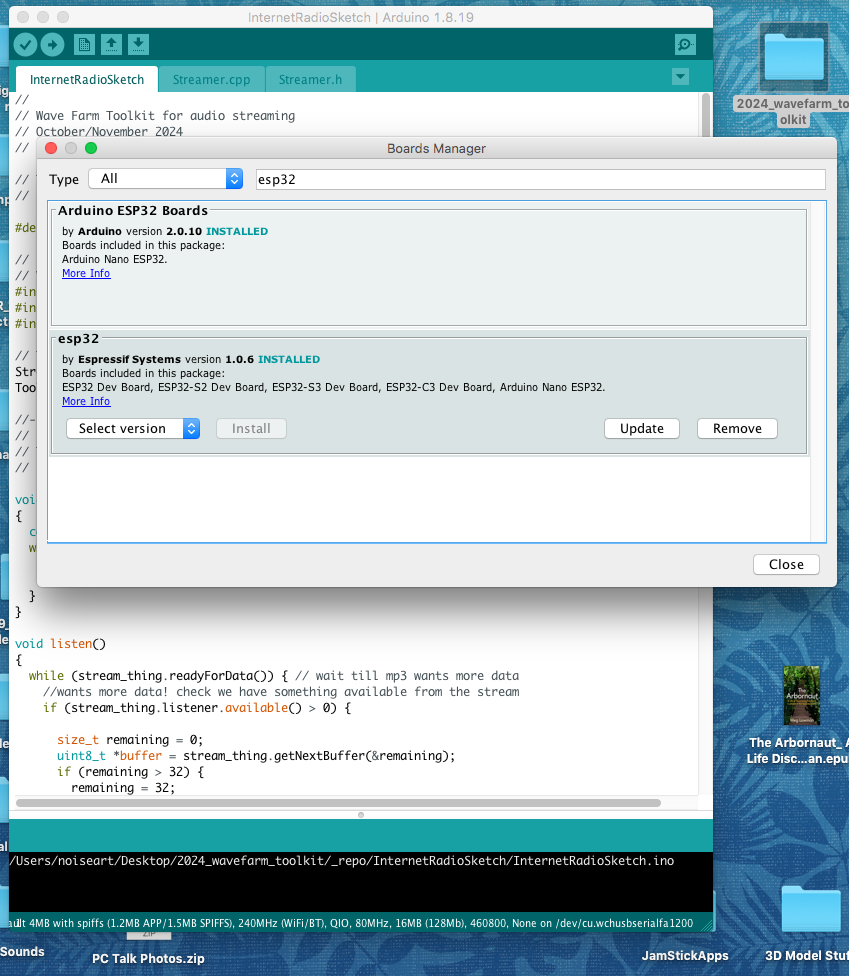 InternetRadioSketch | Arduino 1.8.19
InternetRadioSketch
Streamer.cpp
Streamer.h
//
// Wave Farm Toolkit for audio streaming
// October/November 2024
//
Boards Manager
Type
All
esp32
Arduino ESP32 Boards
by Arduino version 2.0.10 INSTALLED
Boards included in this package:
Arduino Nano ESP32.
More Info
esp32
by Espressif Systems version 1.0.6 INSTALLED
Boards included in this package:
ESP32 Dev Board, ESP32-S2 Dev Board, ESP32-S3 Dev Board, ESP32-C3 Dev Board, Arduino Nano ESP32.
More Info
Select version
Install
Update
Remove
Close
}
}
void listen()
{
while (stream_thing.readyForData()) { // wait till mp3 wants more data
//wants more data! check we have something available from the stream
if (stream_thing.listener.available() > 0) {
size_t remaining = 0;
uint8_t *buffer = stream_thing.getNextBuffer(&remaining);
if (remaining > 32) {
remaining = 32;
/Users/noiseart/Desktop/2024_wavefarm_toolkit/_repo/InternetRadioSketch/InternetRadioSketch.ino
4MB with spiffs (1.2MB APP/1.5MB SPIFFS), 240MHz (WiFi/BT), QIO, 80MHz, 16MB (128Mb), 460800, None on /dev/cu.wchusbserialfa1200
2024_wavefarm_to
olkit
The Arbornaut
The Arbornaut_ A
Life Disc...an.epu
Sounds
ZIP
PC Talk Photos.zip
JamStickApps
3D Model Stuf